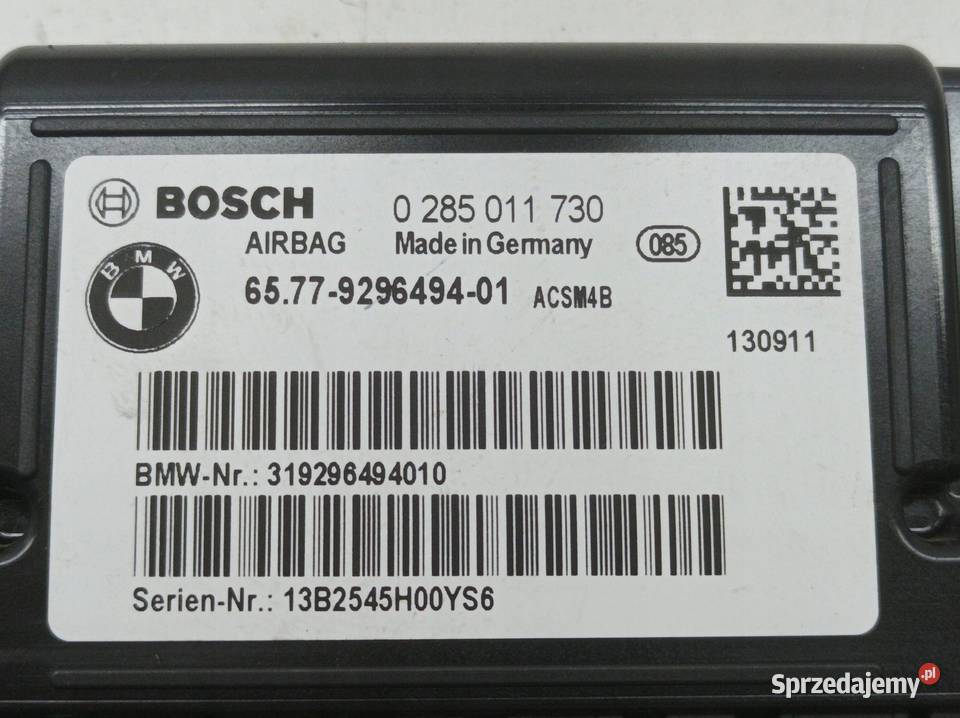 BOSCH 0 285 011 730
AIRBAG Made in Germany 085
BMW
65.77-9296494-01 ACSM4B
130911
BMW-Nr.: 319296494010
Serien-Nr.: 13B2545H00YS6
Sprzedajemy.pl